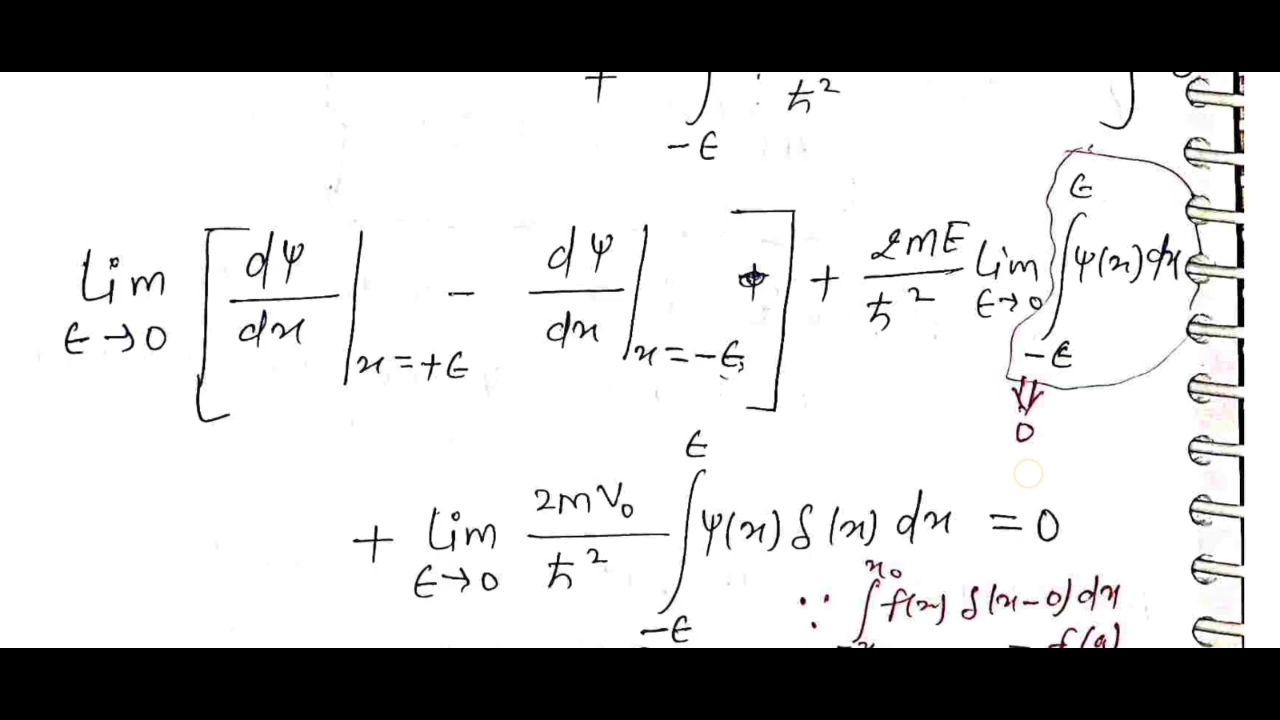 + ∫ -ε ħ²
Lim ε→0 [ dψ/dx |x=+ε - dψ/dx |x=-ε ] + 2mE/ħ² Lim ε→0 ∫ -ε ε ψ(x) dx
⇓ 0
+ Lim ε→0 2mV₀/ħ² ∫ -ε ε ψ(x) δ(x) dx = 0
∵ ∫ x₀ f(x) δ(x-0) dx
= f(a)